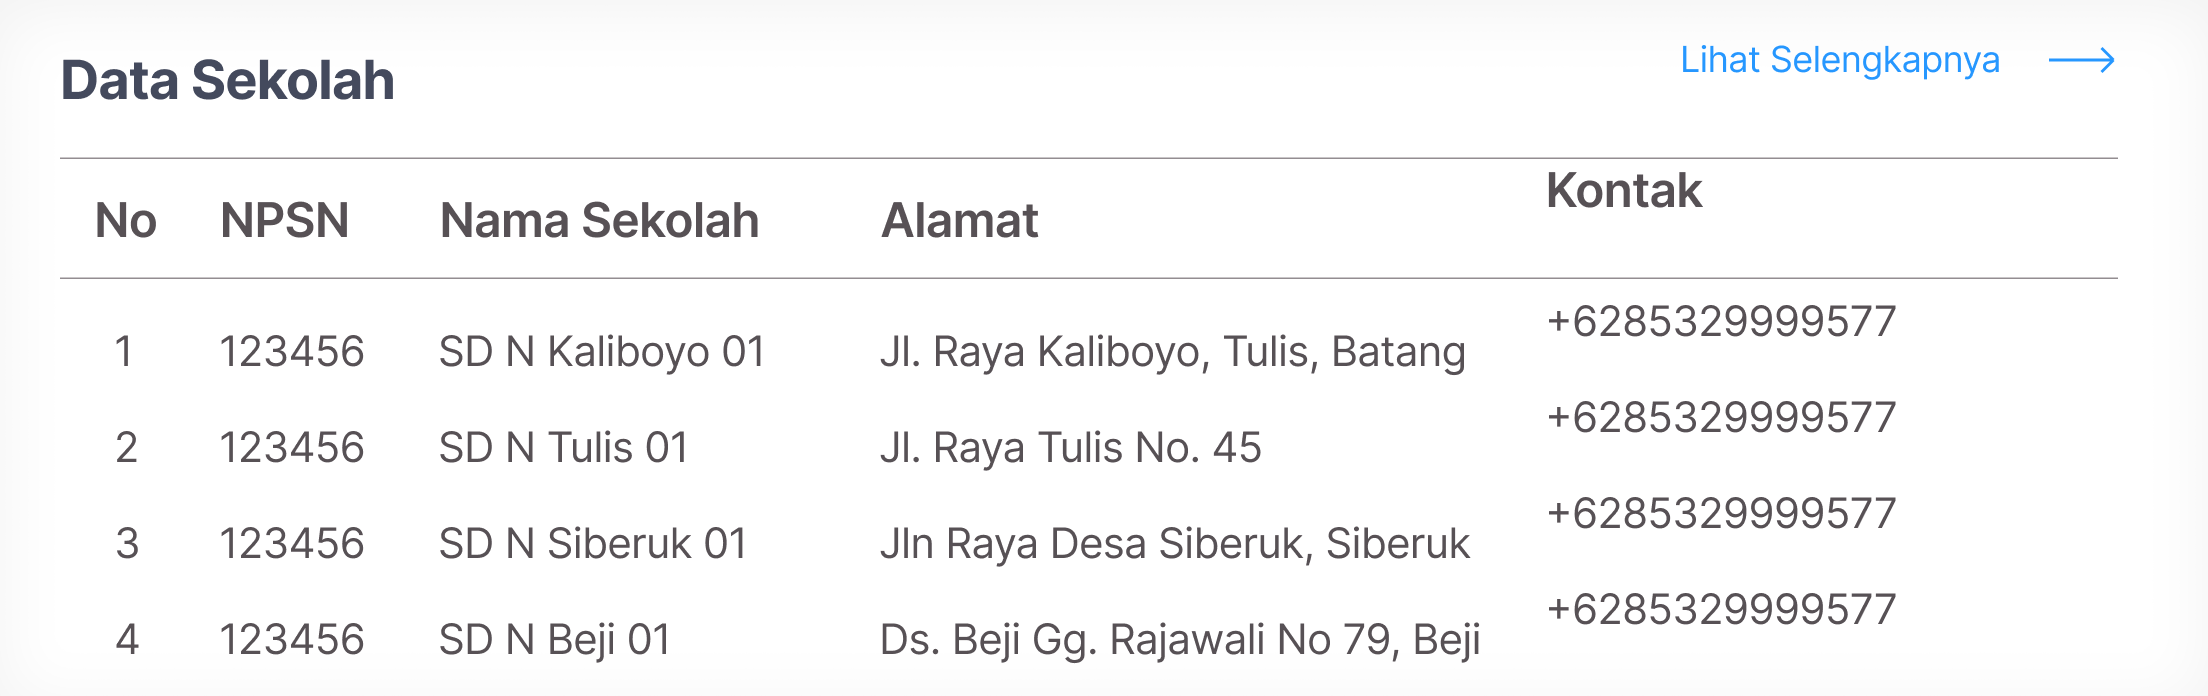 Data Sekolah
Lihat Selengkapnya
No NPSN Nama Sekolah Alamat Kontak
1 123456 SD N Kaliboyo 01 Jl. Raya Kaliboyo, Tulis, Batang +6285329999577
2 123456 SD N Tulis 01 Jl. Raya Tulis No. 45 +6285329999577
3 123456 SD N Siberuk 01 Jln Raya Desa Siberuk, Siberuk +6285329999577
4 123456 SD N Beji 01 Ds. Beji Gg. Rajawali No 79, Beji +6285329999577